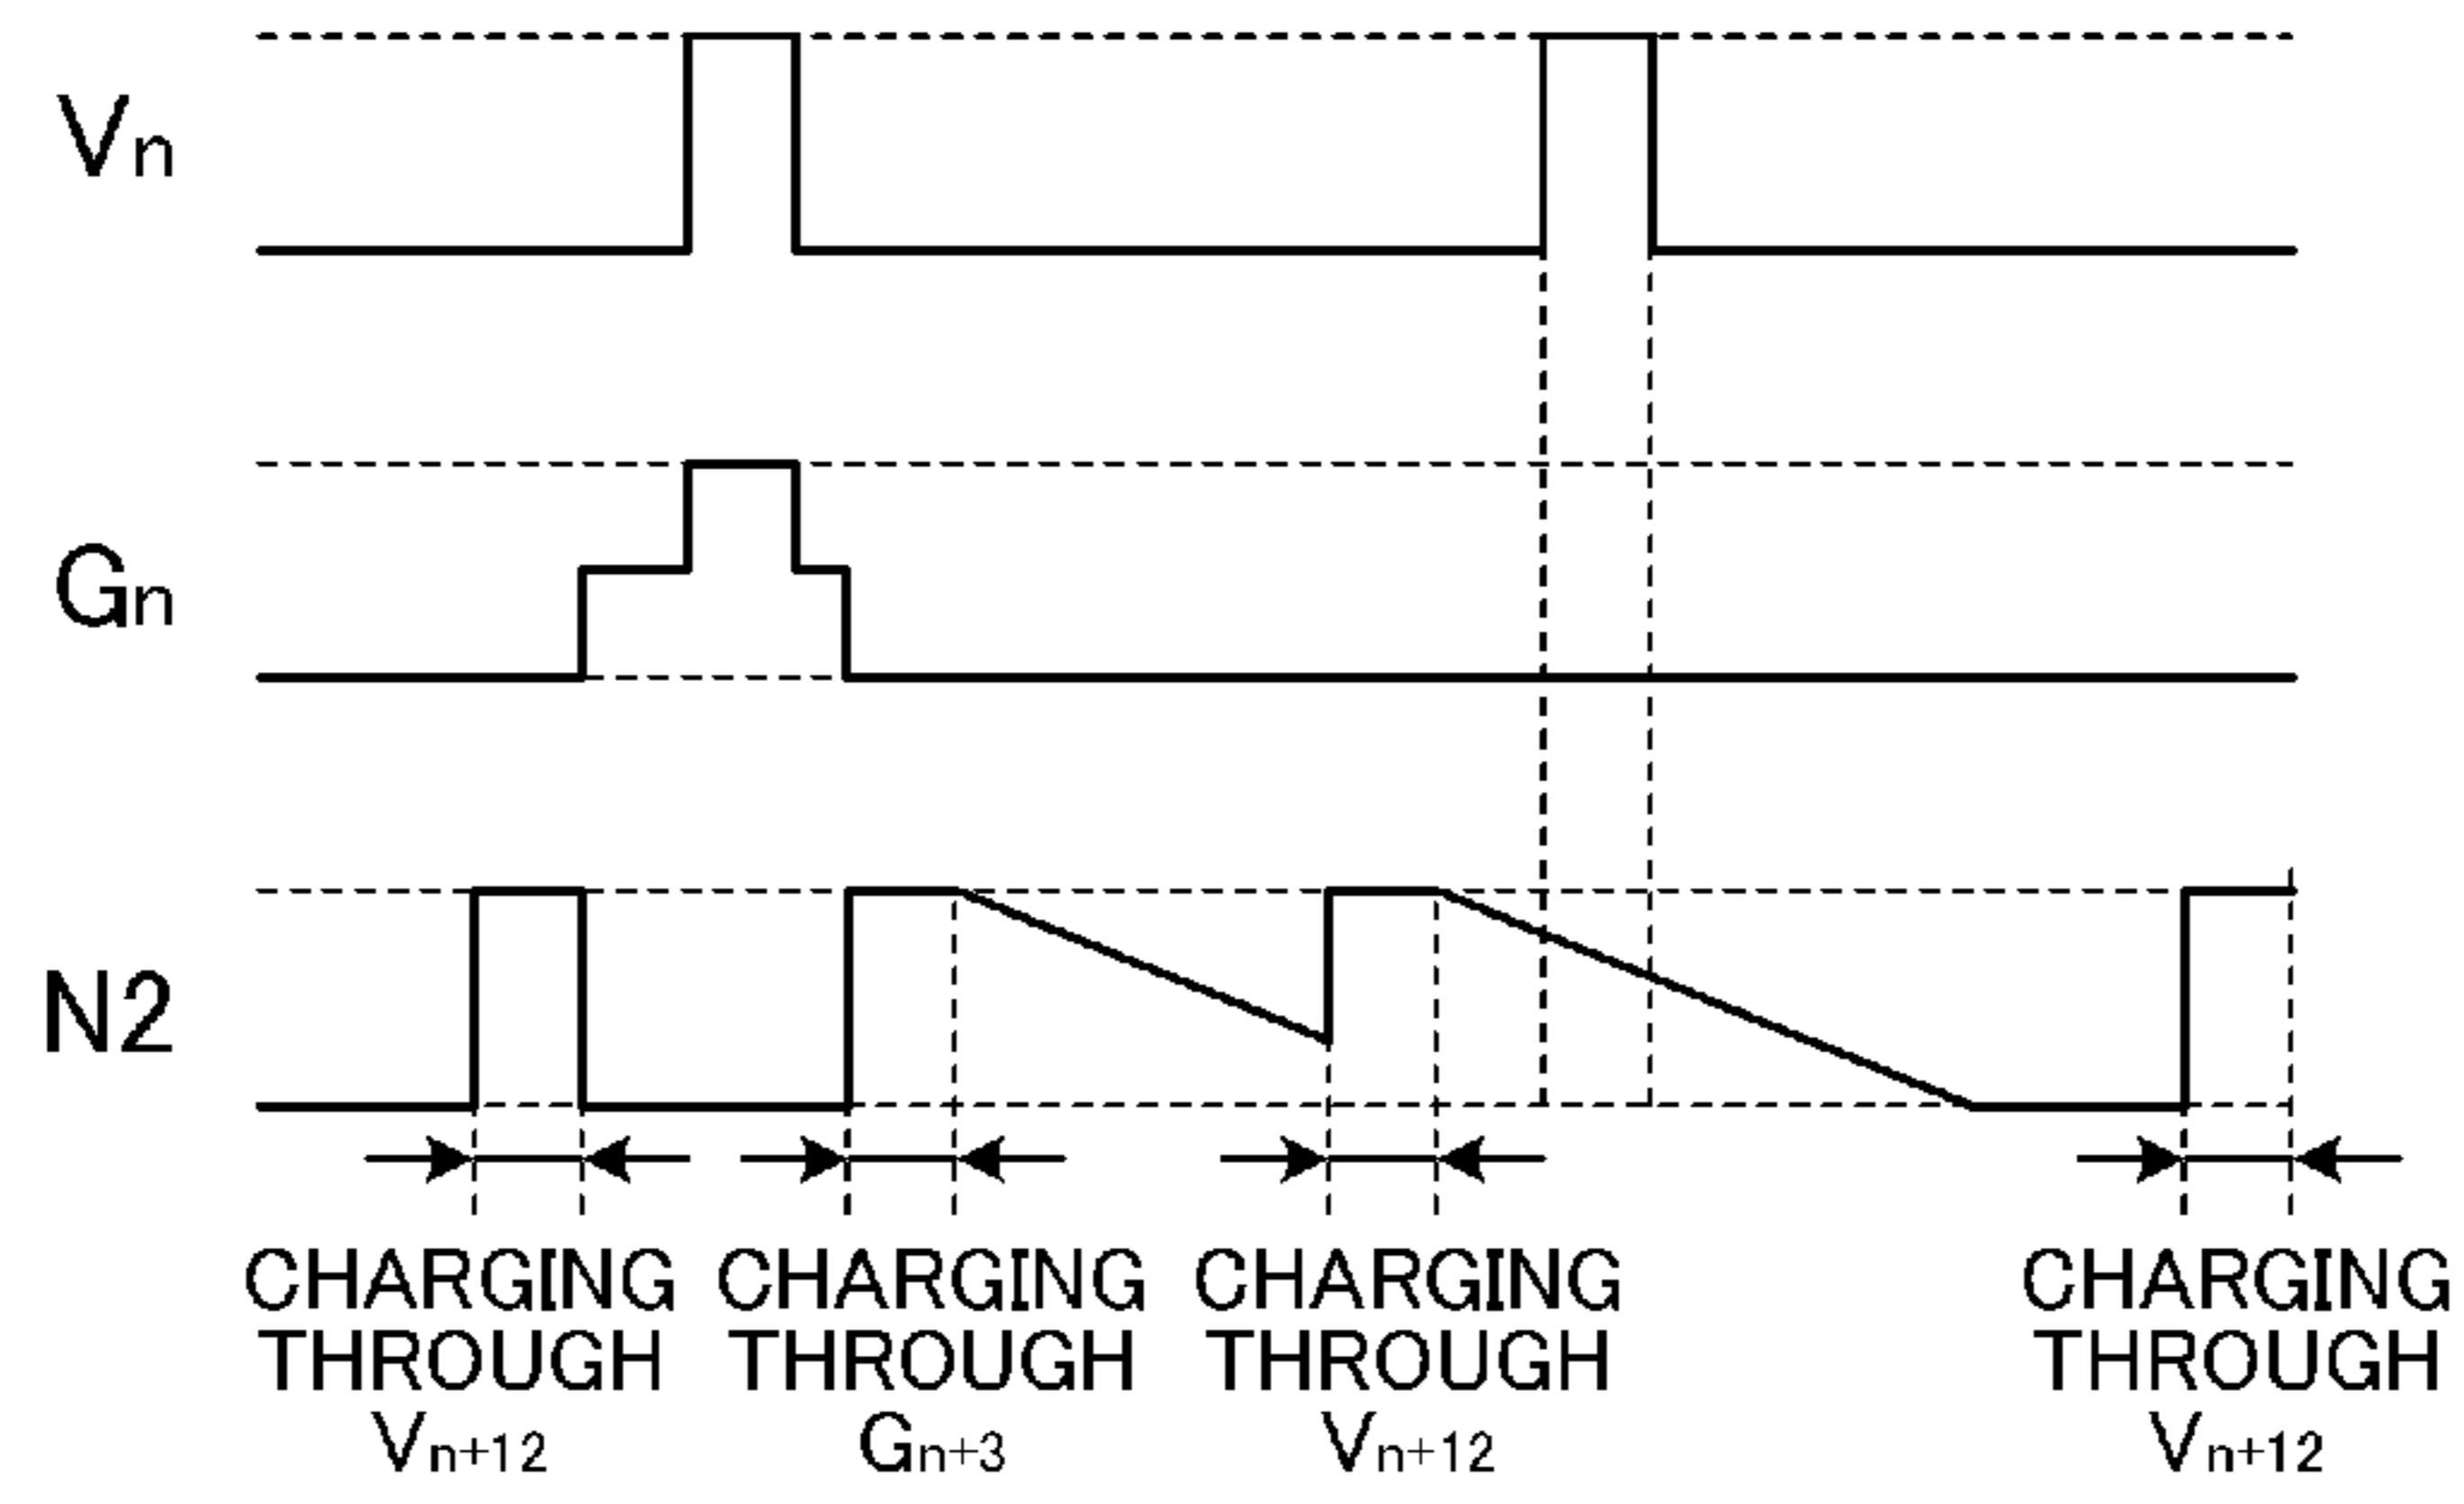 Vn
Gn
N2
CHARGING THROUGH Vn+12
CHARGING THROUGH Gn+3
CHARGING THROUGH Vn+12
CHARGING THROUGH Vn+12